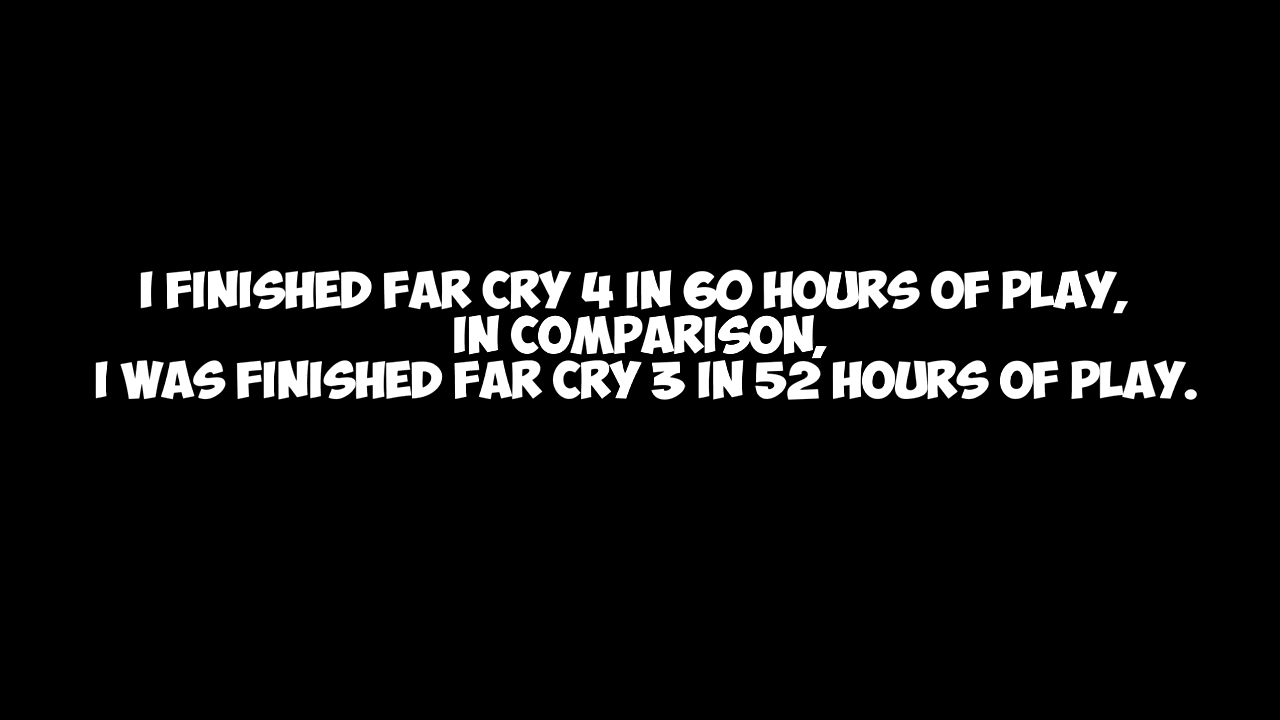 I FINISHED FAR CRY 4 IN 60 HOURS OF PLAY,
IN COMPARISON,
I WAS FINISHED FAR CRY 3 IN 52 HOURS OF PLAY.